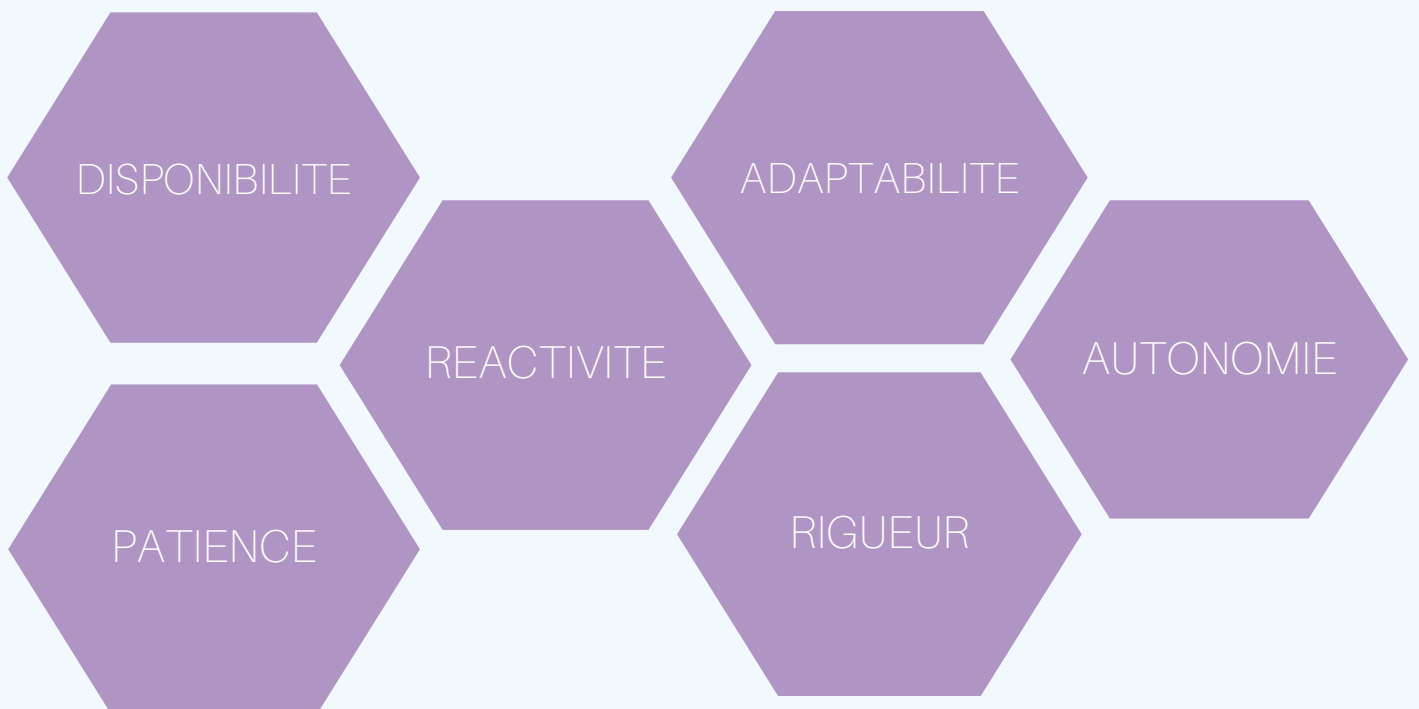 DISPONIBILITE
ADAPTABILITE
REACTIVITE
AUTONOMIE
PATIENCE
RIGUEUR